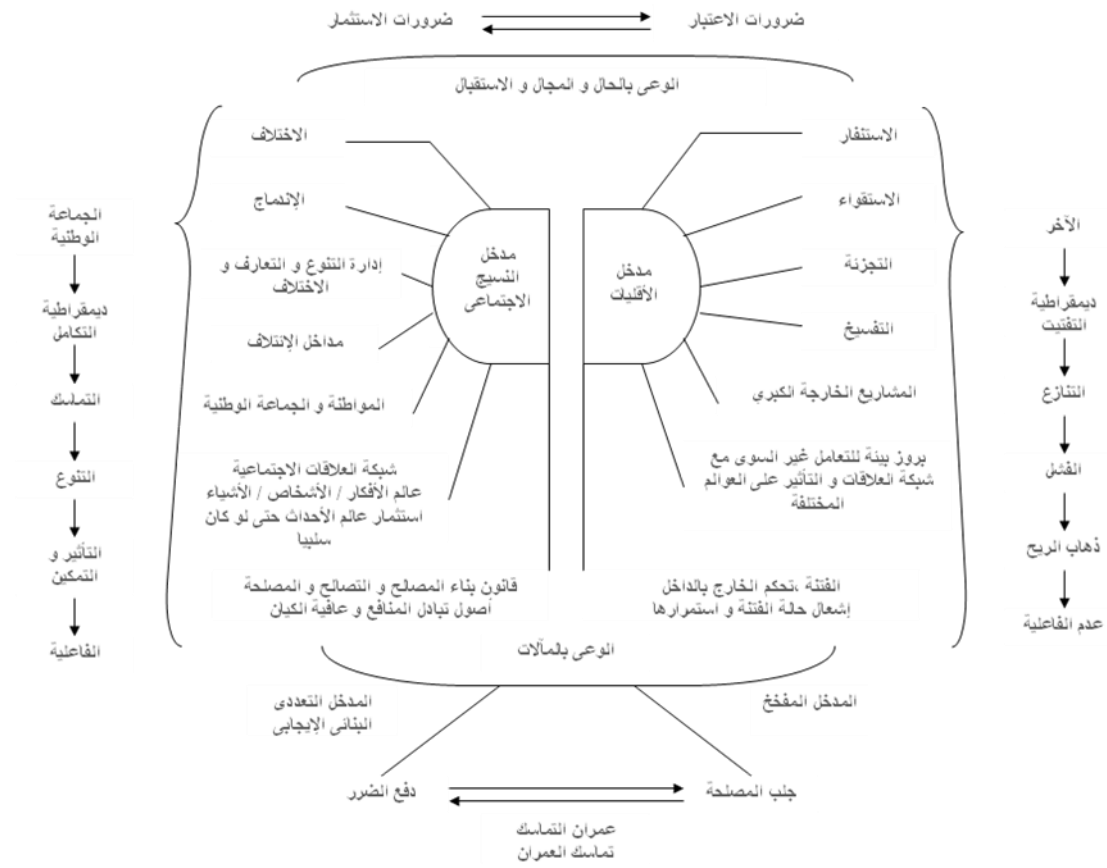 ضرورات الاعتبار
ضرورات الاستثمار
الوعى بالحال و المجال و الاستقبال
الاستنفار
الاستقواء
التجزئة
التفسيخ
المشاريع الخارجة الكبري
بروز بيئة للتعامل غير السوى مع
شبكة العلاقات و التأثير على العوالم
المختلفة
الفتنة ،تحكم الخارج بالداخل
إشعال حالة الفتنة و استمرارها
مدخل
الأقليات
الآخر
ديمقراطية
التفتيت
التنازع
الفشل
ذهاب الريح
عدم الفاعلية
مدخل
النسيج
الاجتماعى
الاختلاف
الإندماج
إدارة التنوع و التعارف و
الاختلاف
مداخل الإئتلاف
المواطنة و الجماعة الوطنية
شبكة العلاقات الاجتماعية
عالم الأفكار / الأشخاص / الأشياء
استثمار عالم الأحداث حتى لو كان
سلبيا
قانون بناء المصالح و التصالح و المصلحة
أصول تبادل المنافع و عافية الكيان
الجماعة
الوطنية
ديمقراطية
التكامل
التماسك
التنوع
التأثير و
التمكين
الفاعلية
الوعى بالمآلات
المدخل المفخخ
المدخل التعددى
البنائى الإيجابى
جلب المصلحة
دفع الضرر
عمران التماسك
تماسك العمران